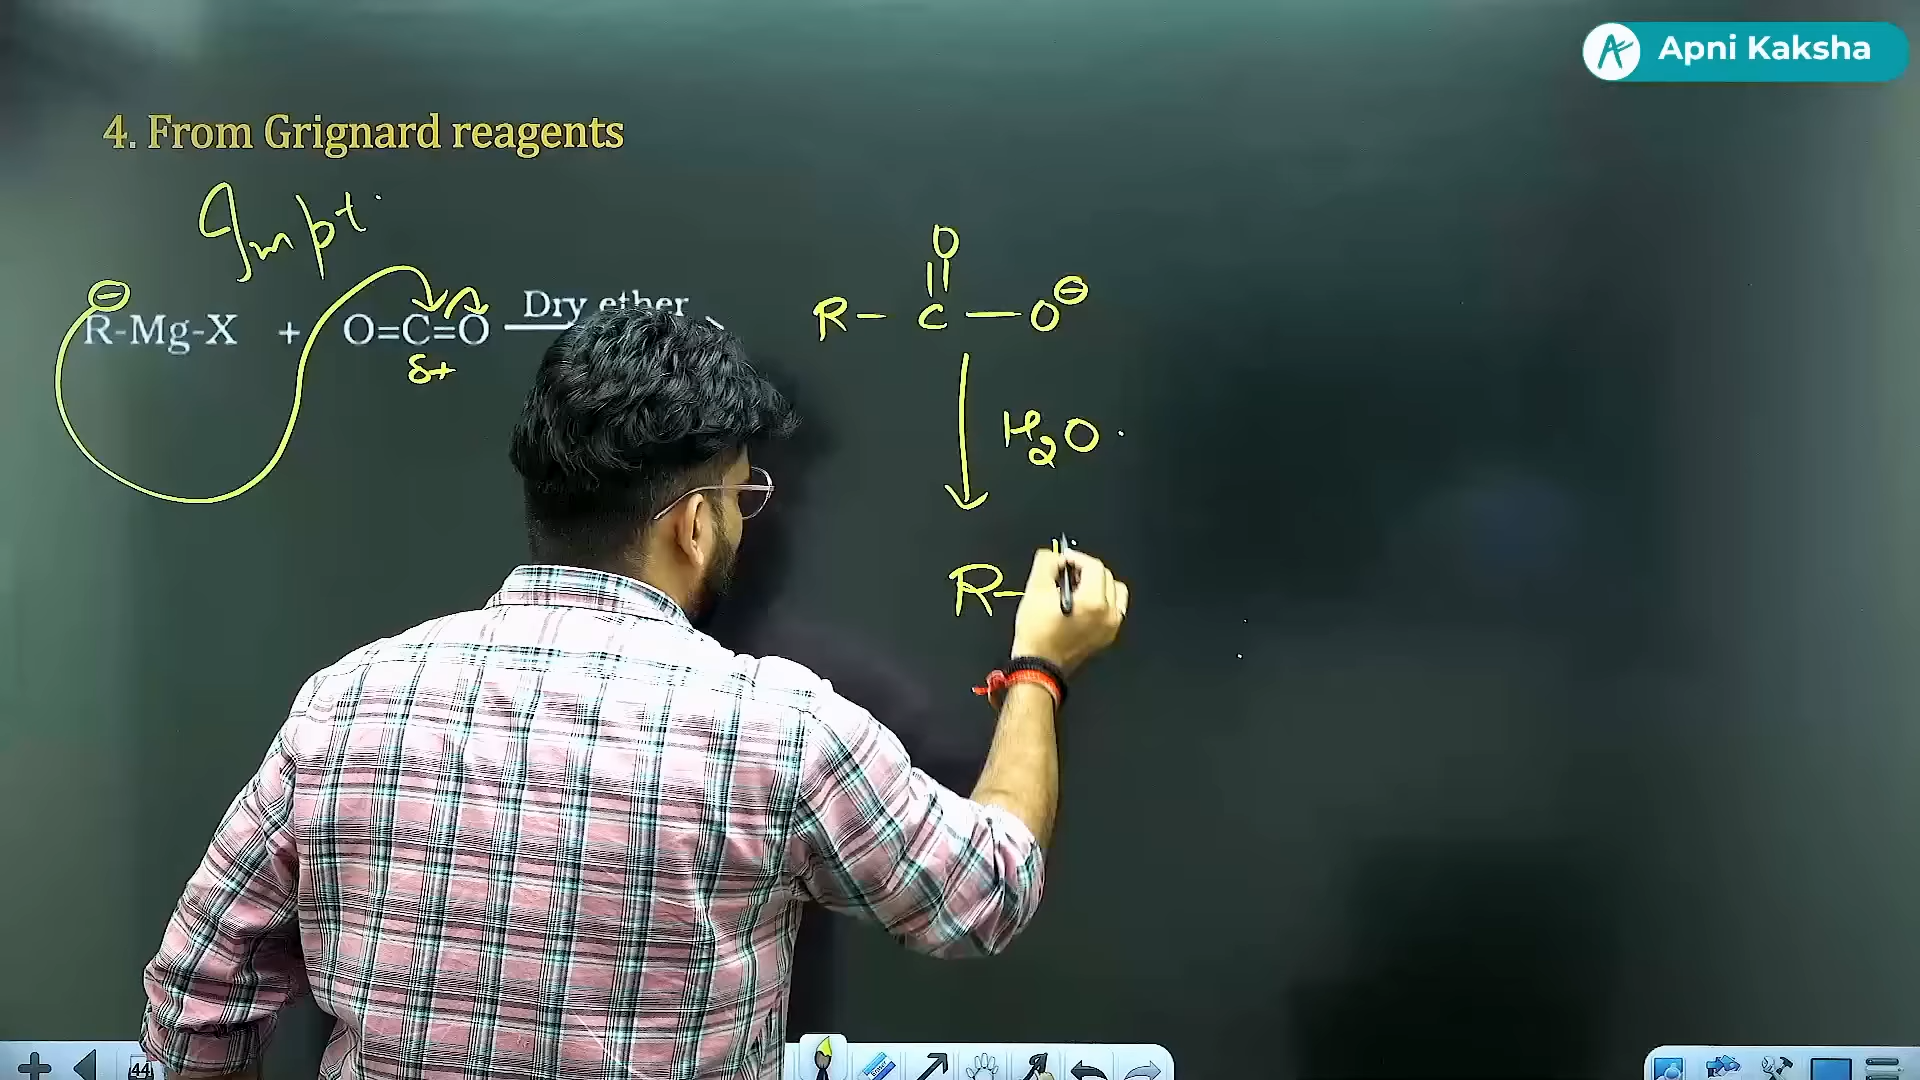 Apni Kaksha
4. From Grignard reagents
Impt.
⊖
R-Mg-X + O=C=O Dry ether
δ+
O
||
R - C - O⊖
H₂O
R-
44